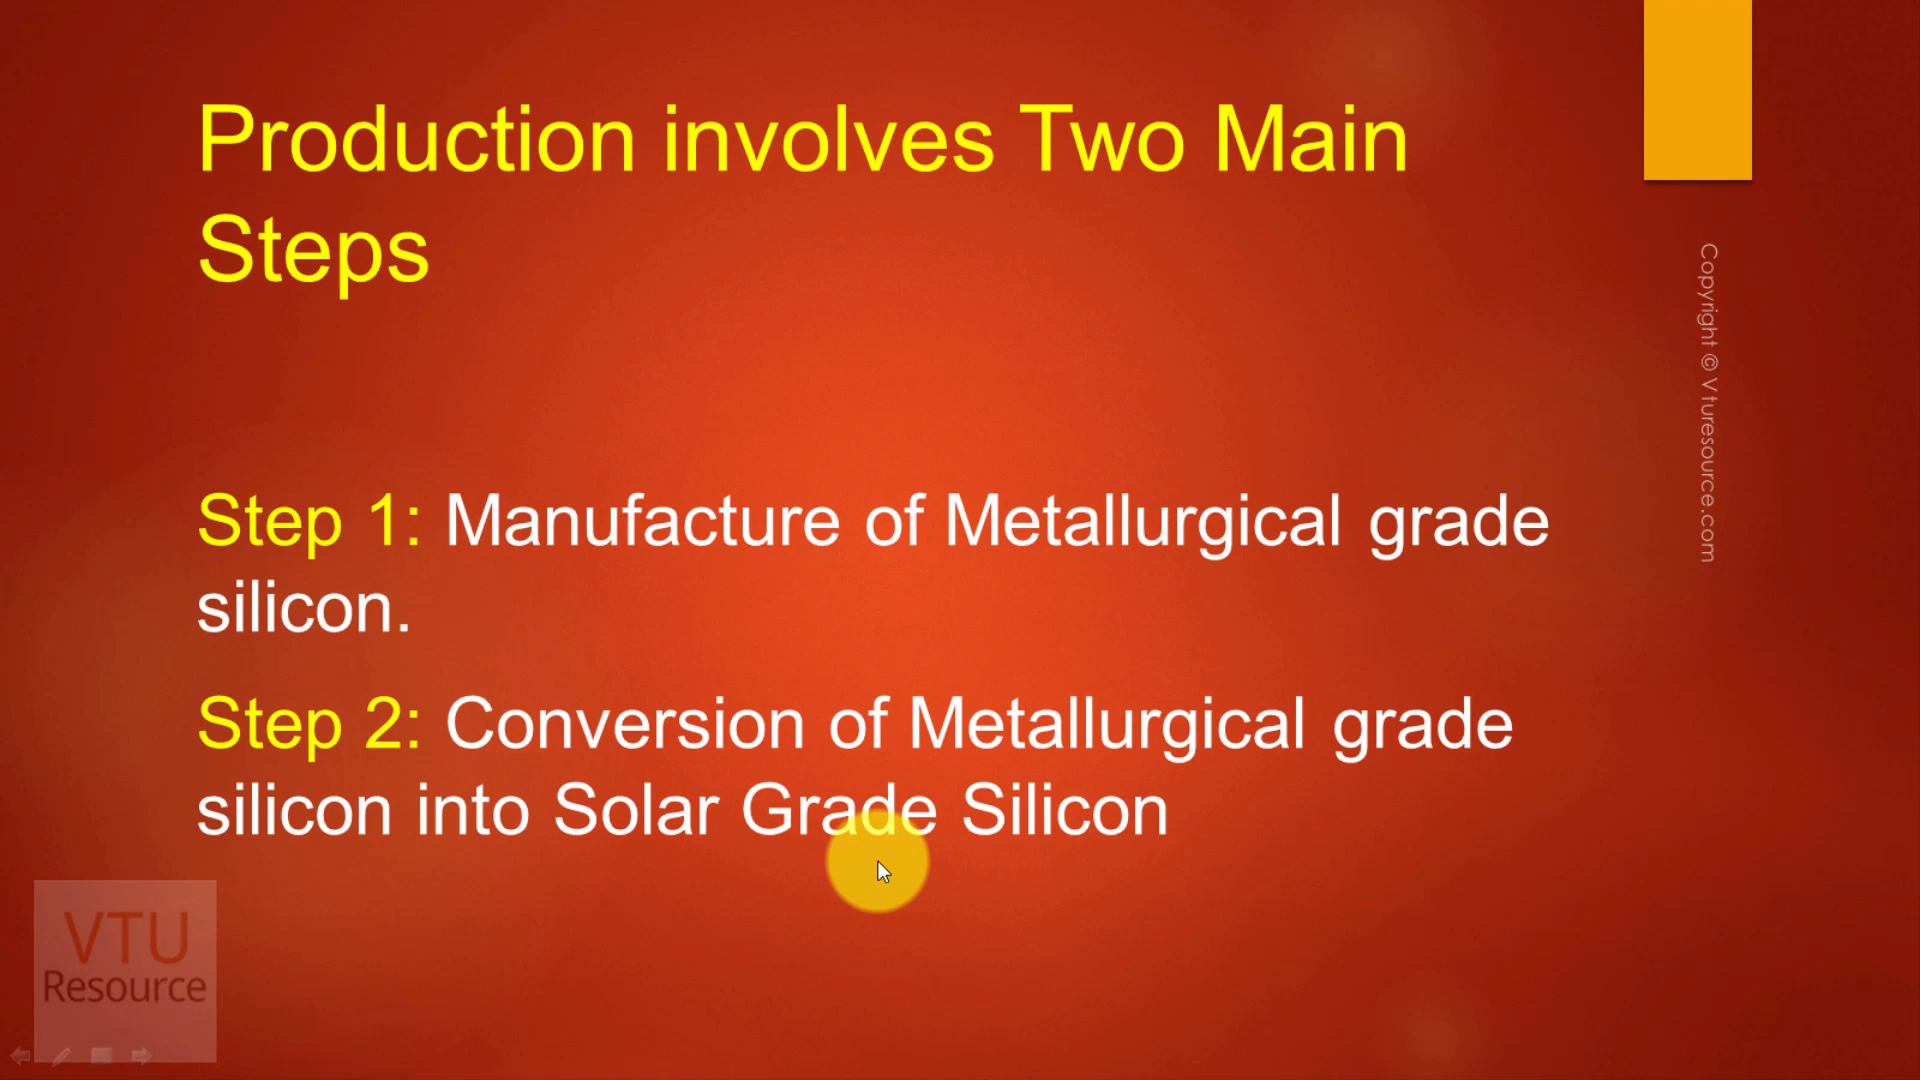 Production involves Two Main
Steps
Copyright © Vturesource.com
Step 1: Manufacture of Metallurgical grade
silicon.
Step 2: Conversion of Metallurgical grade
silicon into Solar Grade Silicon
VTU
Resource